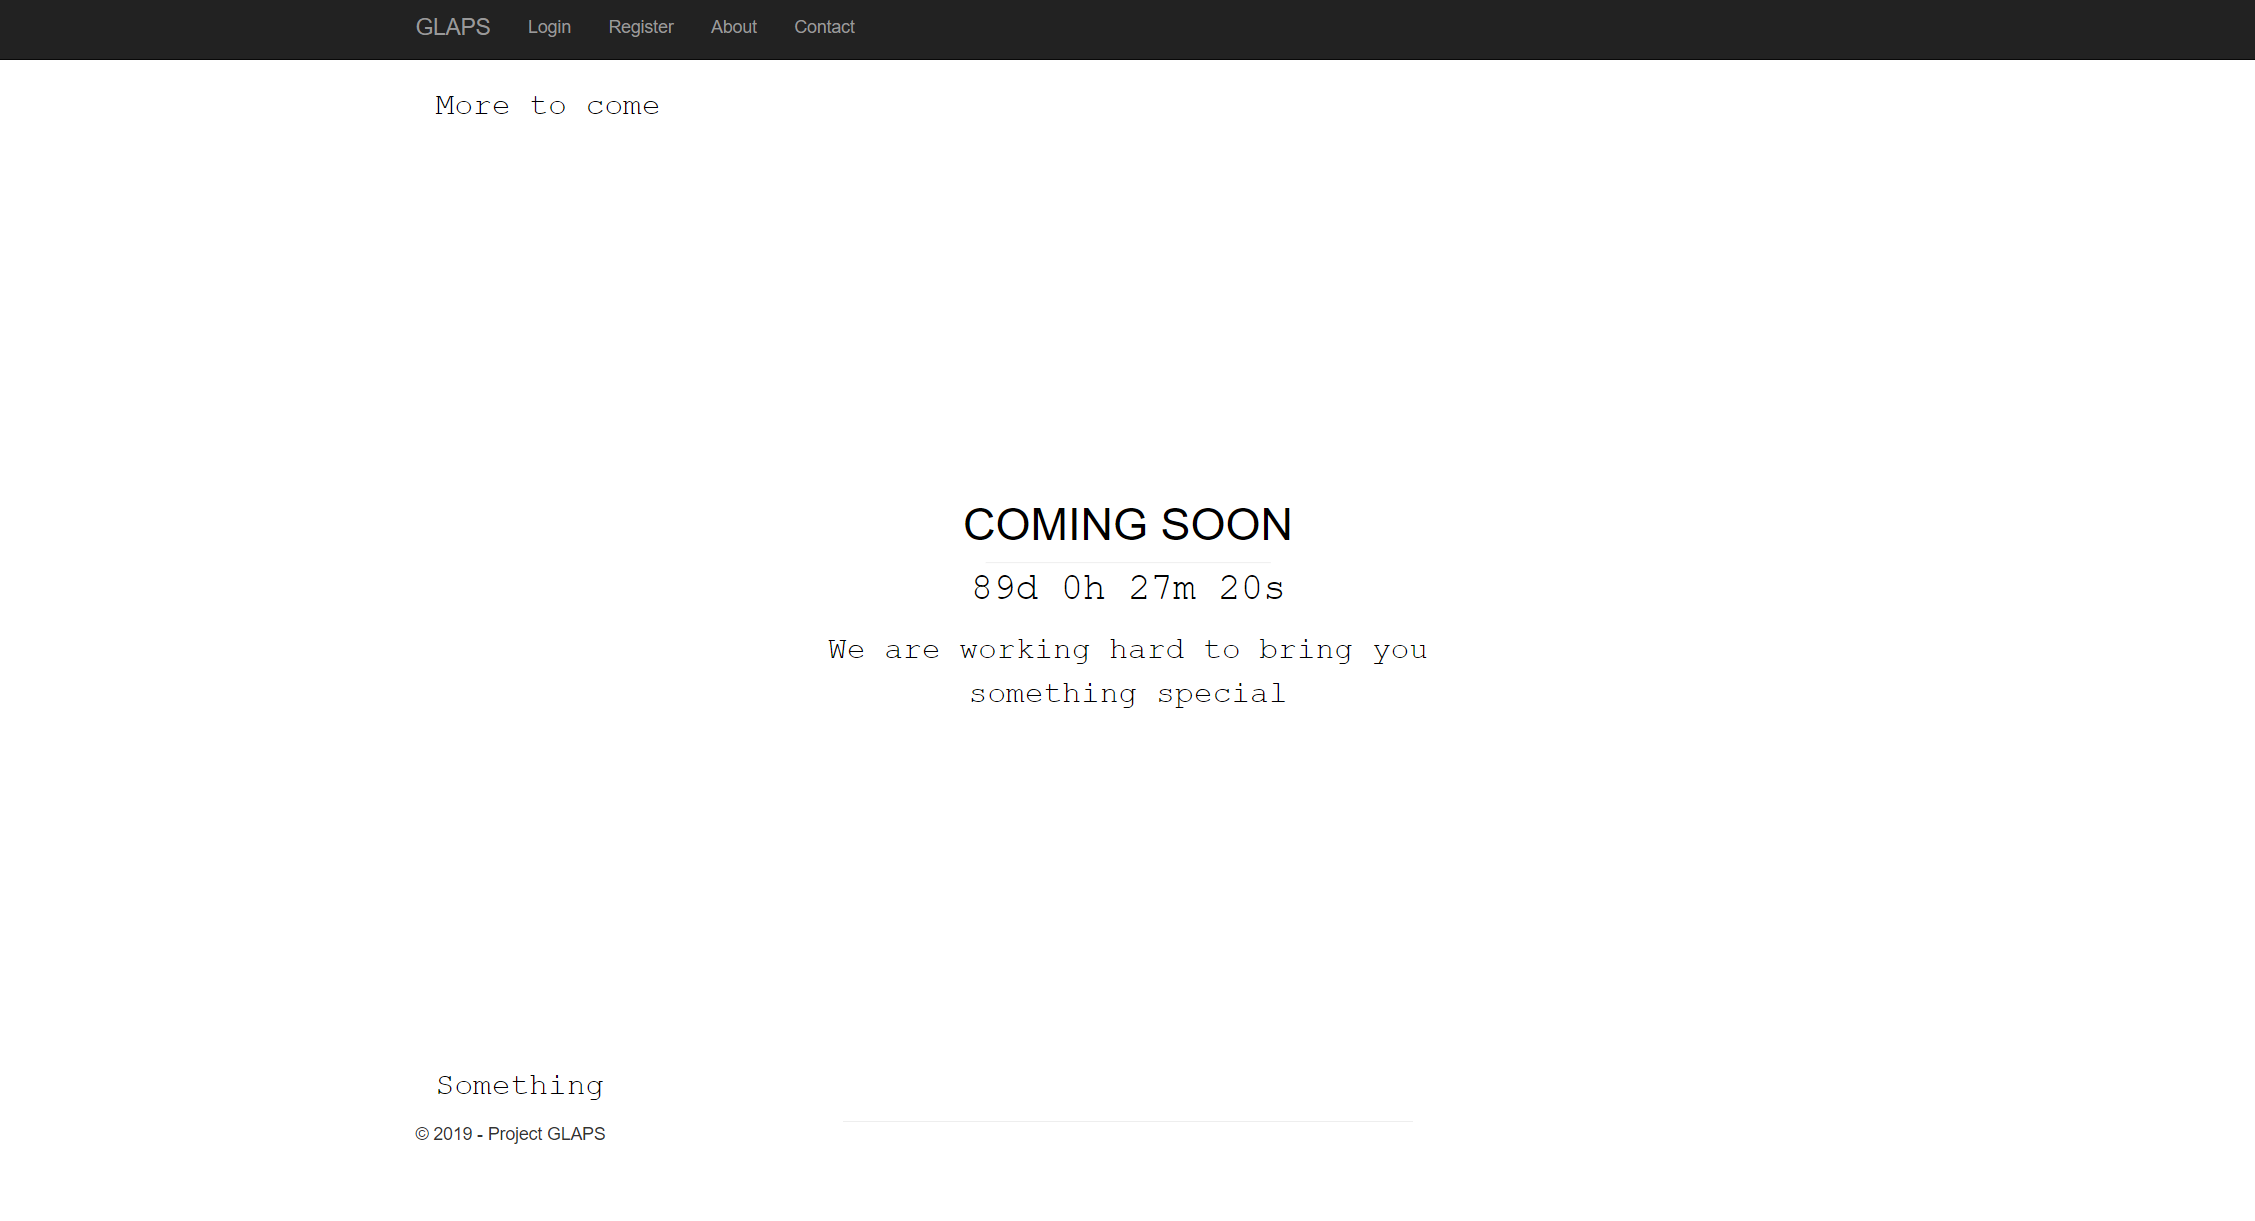 GLAPS Login Register About Contact
More to come
COMING SOON
89d 0h 27m 20s
We are working hard to bring you
something special
Something
© 2019 - Project GLAPS